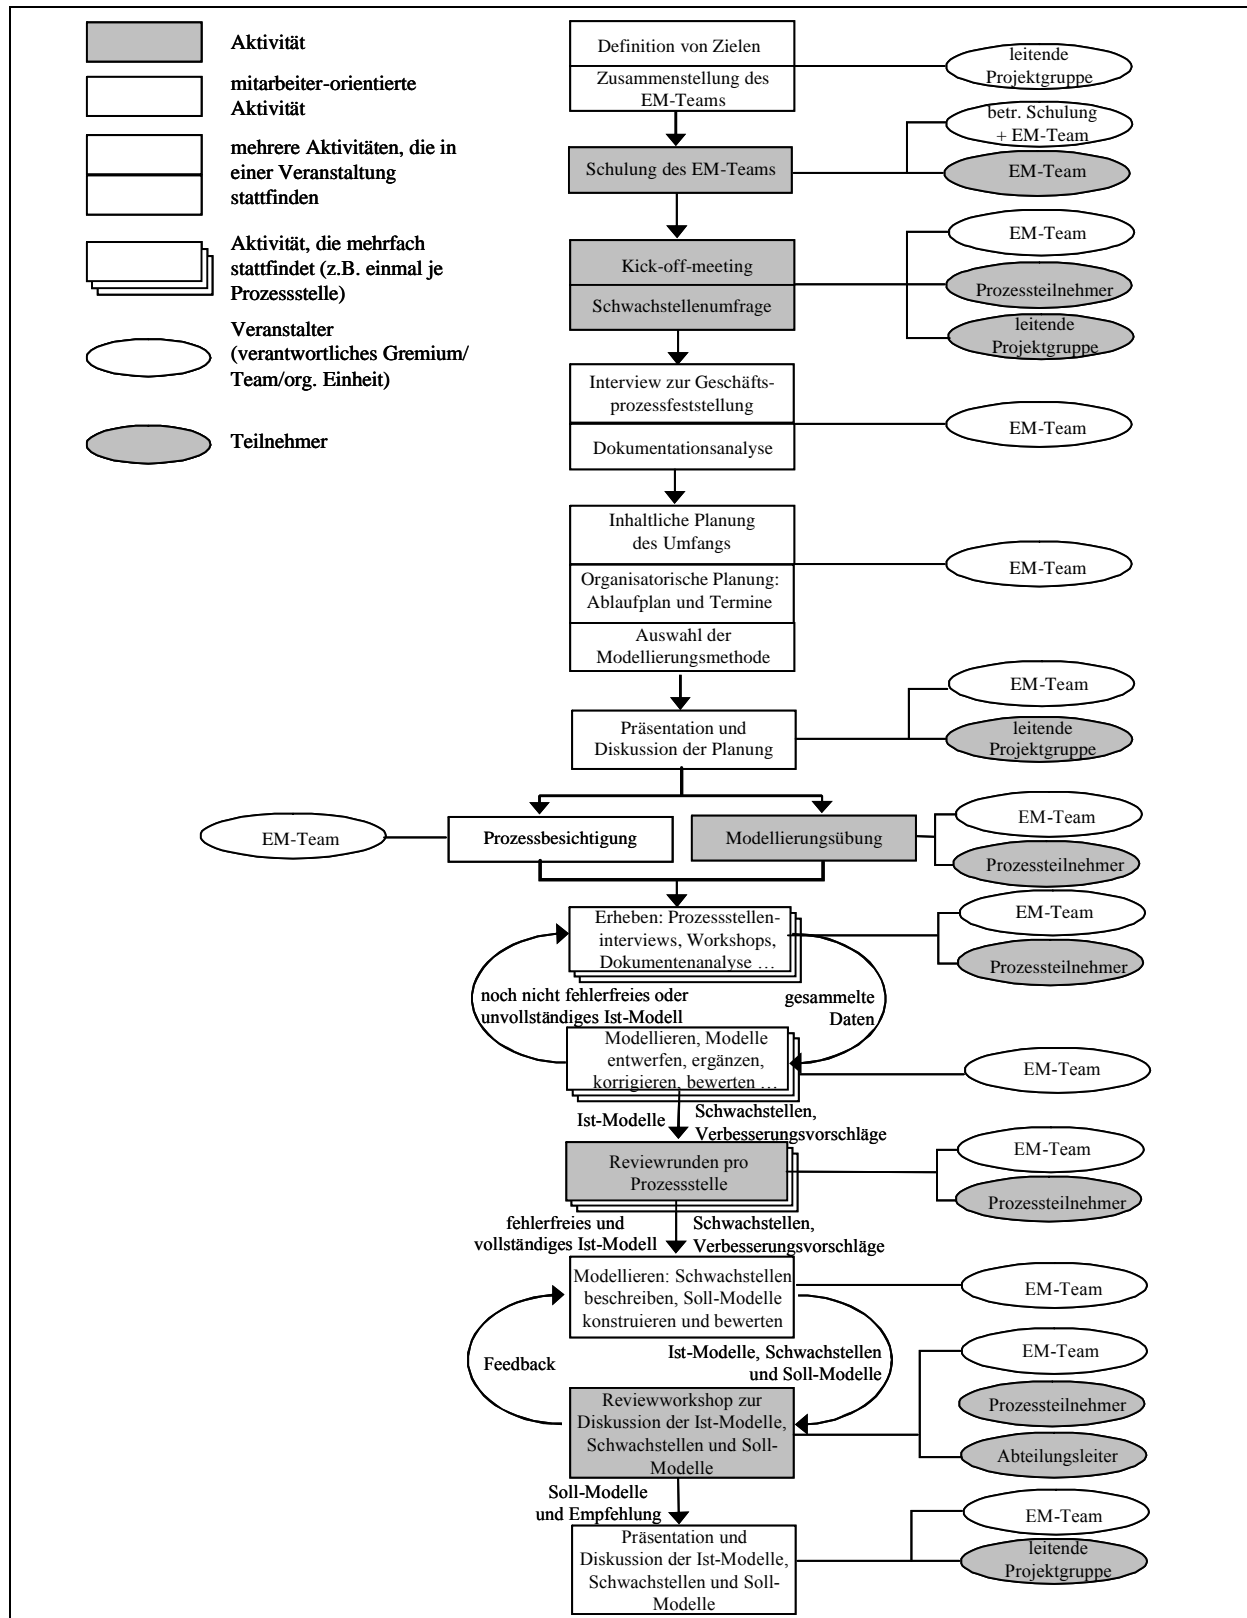 Aktivität
mitarbeiter-orientierte
Aktivität
mehrere Aktivitäten, die in
einer Veranstaltung
stattfinden
Aktivität, die mehrfach
stattfindet (z.B. einmal je
Prozessstelle)
Veranstalter
(verantwortliches Gremium/
Team/org. Einheit)
Teilnehmer
Definition von Zielen
Zusammenstellung des
EM-Teams
leitende
Projektgruppe
Schulung des EM-Teams
betr. Schulung
+ EM-Team
EM-Team
Kick-off-meeting
Schwachstellenumfrage
EM-Team
Prozessteilnehmer
leitende
Projektgruppe
Interview zur Geschäfts-
prozessfeststellung
Dokumentationsanalyse
EM-Team
Inhaltliche Planung
des Umfangs
Organisatorische Planung:
Ablaufplan und Termine
Auswahl der
Modellierungsmethode
EM-Team
Präsentation und
Diskussion der Planung
EM-Team
leitende
Projektgruppe
EM-Team
Prozessbesichtigung
Modellierungsübung
EM-Team
Prozessteilnehmer
Erheben: Prozessstellen-
interviews, Workshops,
Dokumentenanalyse ...
EM-Team
Prozessteilnehmer
noch nicht fehlerfreies oder
unvollständiges Ist-Modell
gesammelte
Daten
Modellieren, Modelle
entwerfen, ergänzen,
korrigieren, bewerten ...
EM-Team
Ist-Modelle
Schwachstellen,
Verbesserungsvorschläge
Reviewrunden pro
Prozessstelle
EM-Team
Prozessteilnehmer
fehlerfreies und
vollständiges Ist-Modell
Schwachstellen,
Verbesserungsvorschläge
Modellieren: Schwachstellen
beschreiben, Soll-Modelle
konstruieren und bewerten
EM-Team
Feedback
Ist-Modelle, Schwachstellen
und Soll-Modelle
Reviewworkshop zur
Diskussion der Ist-Modelle,
Schwachstellen und Soll-
Modelle
EM-Team
Prozessteilnehmer
Abteilungsleiter
Soll-Modelle
und Empfehlung
Präsentation und
Diskussion der Ist-Modelle,
Schwachstellen und Soll-
Modelle
EM-Team
leitende
Projektgruppe